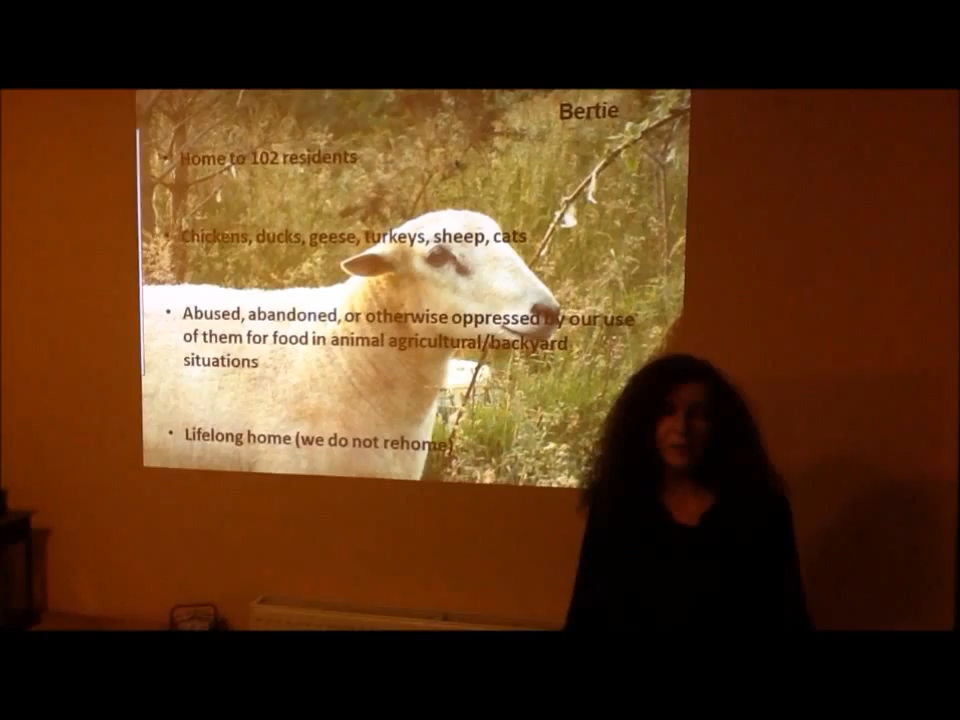 Bertie
• Home to 102 residents
• Chickens, ducks, geese, turkeys, sheep, cats
• Abused, abandoned, or otherwise oppressed by our use
of them for food in animal agricultural/backyard
situations
• Lifelong home (we do not rehome)